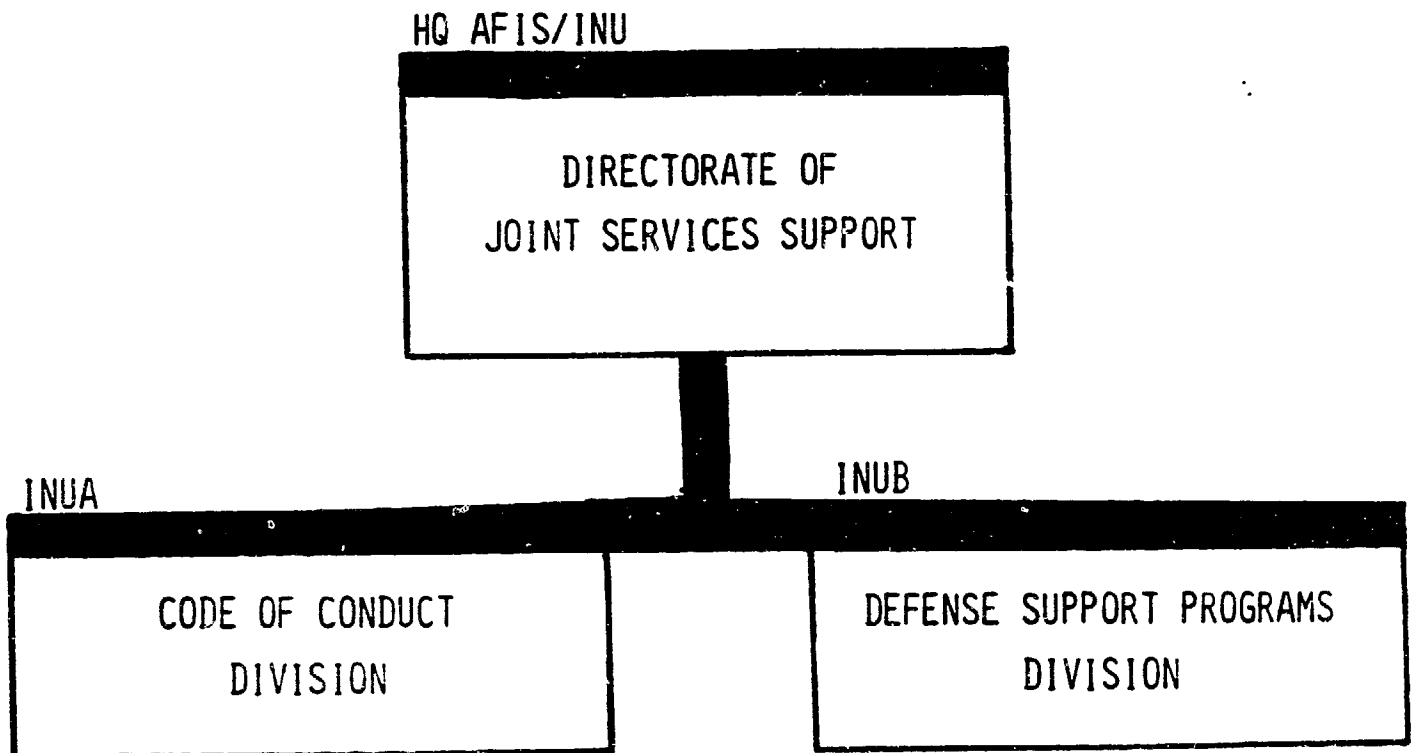 HQ AFIS/INU
DIRECTORATE OF
JOINT SERVICES SUPPORT
INUA
INUB
CODE OF CONDUCT
DIVISION
DEFENSE SUPPORT PROGRAMS
DIVISION